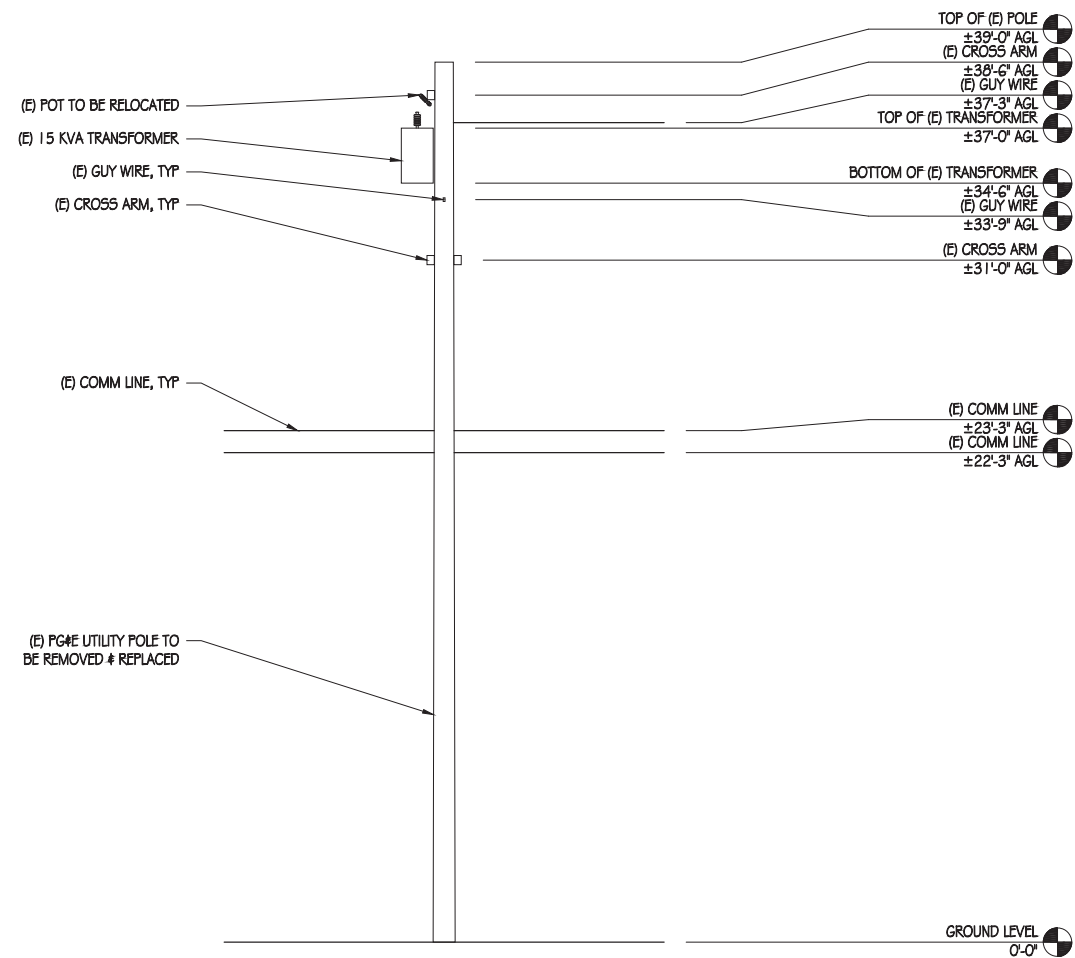 TOP OF (E) POLE
±39'-0" AGL
(E) CROSS ARM
±38'-6" AGL
(E) GUY WIRE
±37'-3" AGL
TOP OF (E) TRANSFORMER
±37'-0" AGL
BOTTOM OF (E) TRANSFORMER
±34'-6" AGL
(E) GUY WIRE
±33'-9" AGL
(E) CROSS ARM
±31'-0" AGL
(E) COMM LINE
±23'-3" AGL
(E) COMM LINE
±22'-3" AGL
GROUND LEVEL
0'-0"
(E) POT TO BE RELOCATED
(E) 15 KVA TRANSFORMER
(E) GUY WIRE, TYP
(E) CROSS ARM, TYP
(E) COMM LINE, TYP
(E) PG&E UTILITY POLE TO
BE REMOVED & REPLACED